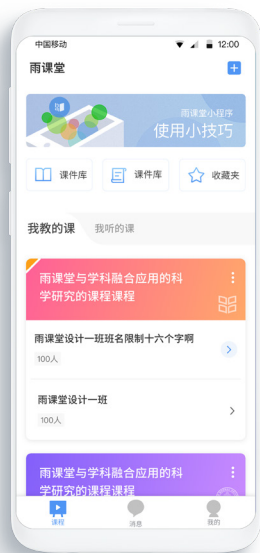 中国移动 12:00
雨课堂
雨课堂小程序
使用小技巧
课件库 课件库 收藏夹
我教的课 我听的课
雨课堂与学科融合应用的科
学研究的课程课程
雨课堂设计一班班名限制十六个字啊
100人
雨课堂设计一班
100人
雨课堂与学科融合应用的科
学研究的课程课程
课程 消息 我的